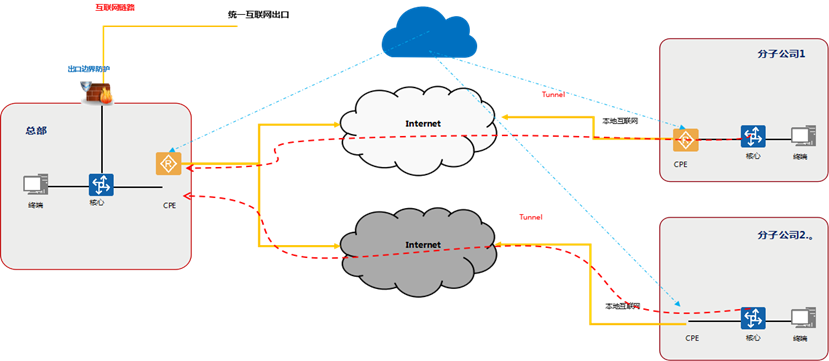 互联网链路
统一互联网出口
出口边界防护
总部
终端
核心
CPE
Internet
Tunnel
本地互联网
分子公司1
CPE
核心
终端
Internet
Tunnel
本地互联网
分子公司2.。
CPE
核心
终端